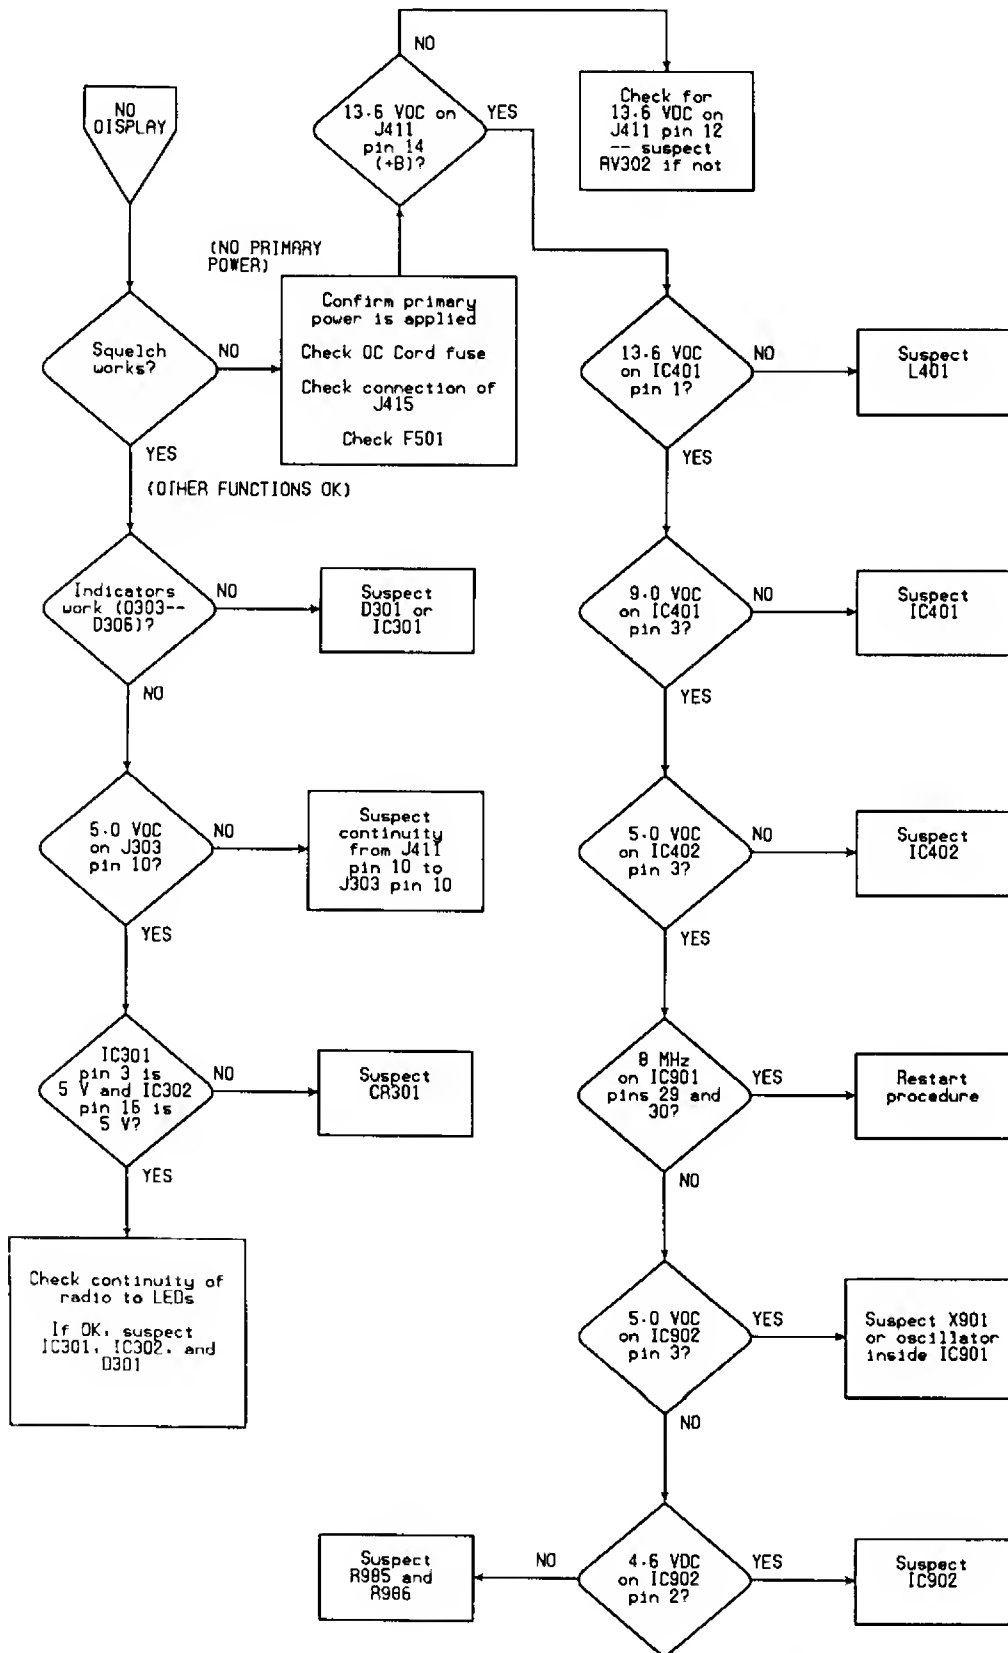 NO
DISPLAY
Squelch
works?
NO
YES
(NO PRIMARY
POWER)
(OTHER FUNCTIONS OK)
Confirm primary
power is applied
Check OC Cord fuse
Check connection of
J415
Check F501
13.6 VOC on
J411
pin 14
(+B)?
NO
YES
Check for
13.6 VDC on
J411 pin 12
-- suspect
RV302 if not
Indicators
work (D303--
D306)?
NO
NO
Suspect
D301 or
IC301
5.0 VOC
on J303
pin 10?
NO
YES
Suspect
continuity
from J411
pin 10 to
J303 pin 10
IC301
pin 3 is
5 V and IC302
pin 16 is
5 V?
NO
YES
Suspect
CR301
Check continuity of
radio to LEDs
If OK, suspect
IC301, IC302, and
D301
13.6 VOC
on IC401
pin 1?
NO
YES
Suspect
L401
9.0 VOC
on IC401
pin 3?
NO
YES
Suspect
IC401
5.0 VOC
on IC402
pin 3?
NO
YES
Suspect
IC402
8 MHz
on IC901
pins 29 and
30?
YES
NO
Restart
procedure
5.0 VOC
on IC902
pin 3?
YES
NO
Suspect X901
or oscillator
inside IC901
4.6 VDC
on IC902
pin 2?
NO
YES
Suspect
R985 and
R986
Suspect
IC902